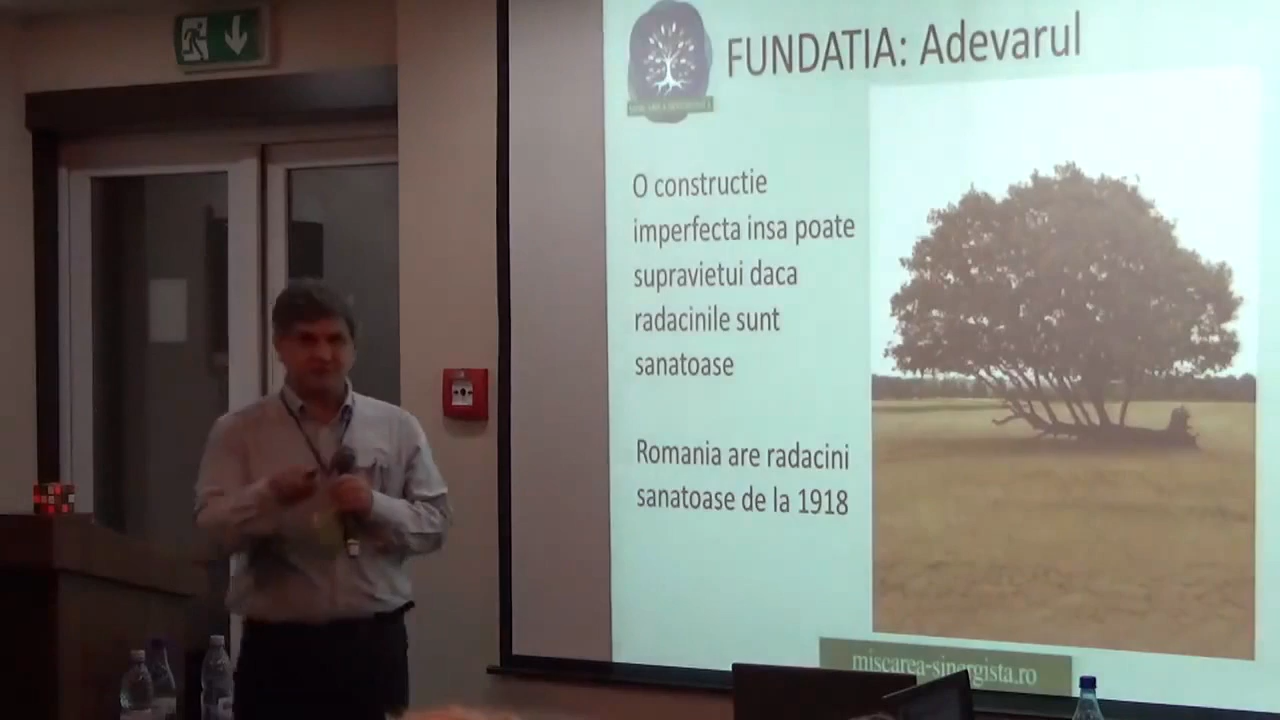 FUNDATIA: Adevarul
O constructie
imperfecta insa poate
supravietui daca
radacinile sunt
sanatoase
Romania are radacini
sanatoase de la 1918
miscarea-sinergista.ro